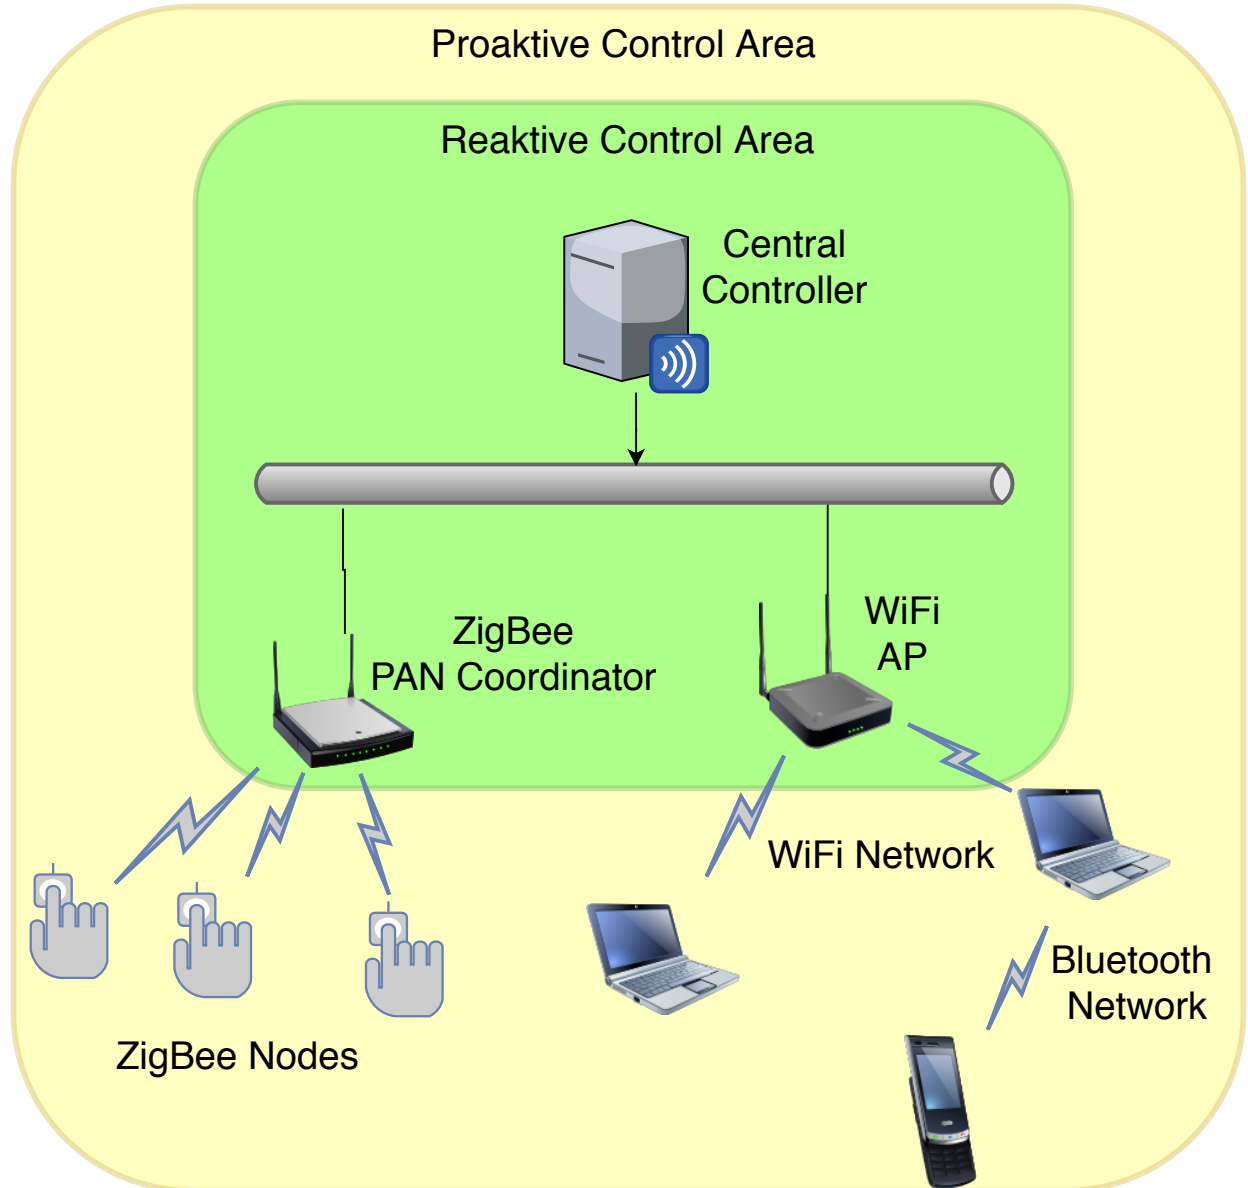 Proaktive Control Area
Reaktive Control Area
Central
Controller
ZigBee
PAN Coordinator
WiFi
AP
WiFi Network
Bluetooth
Network
ZigBee Nodes